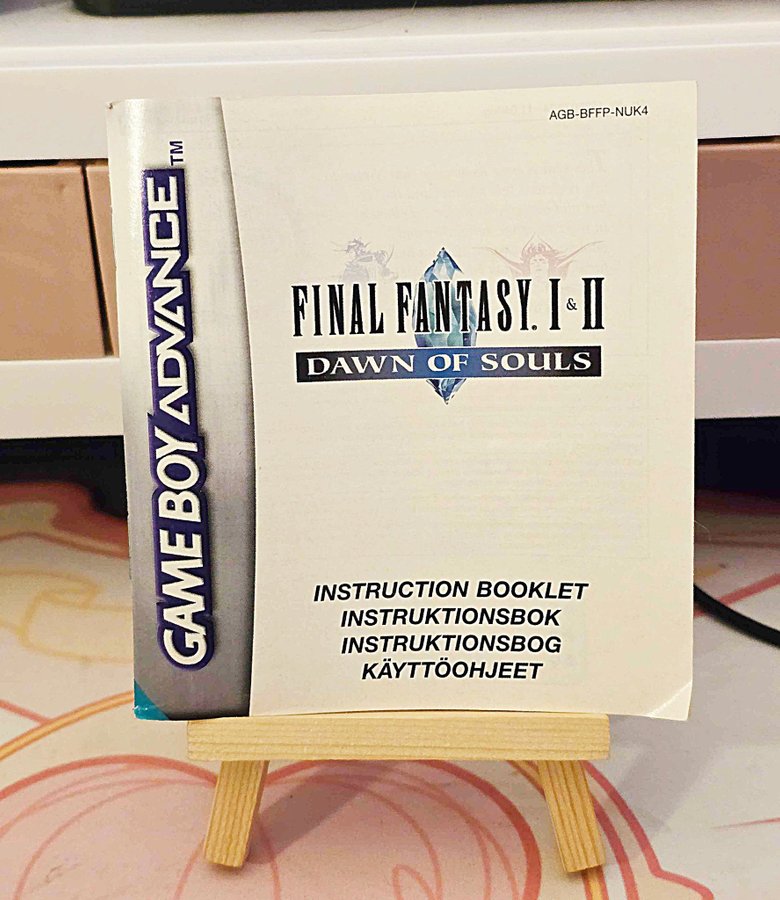 AGB-BFFP-NUK4
GAME BOY ADVANCE™
FINAL FANTASY. I & II
DAWN OF SOULS
INSTRUCTION BOOKLET
INSTRUKTIONSBOK
INSTRUKTIONSBOG
KÄYTTÖOHJEET